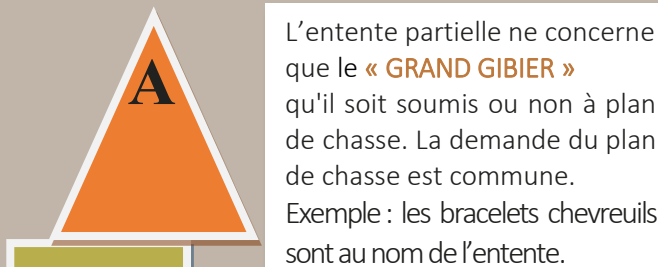 A
L’entente partielle ne concerne
que le « GRAND GIBIER »
qu'il soit soumis ou non à plan
de chasse. La demande du plan
de chasse est commune.
Exemple : les bracelets chevreuils
sont au nom de l’entente.